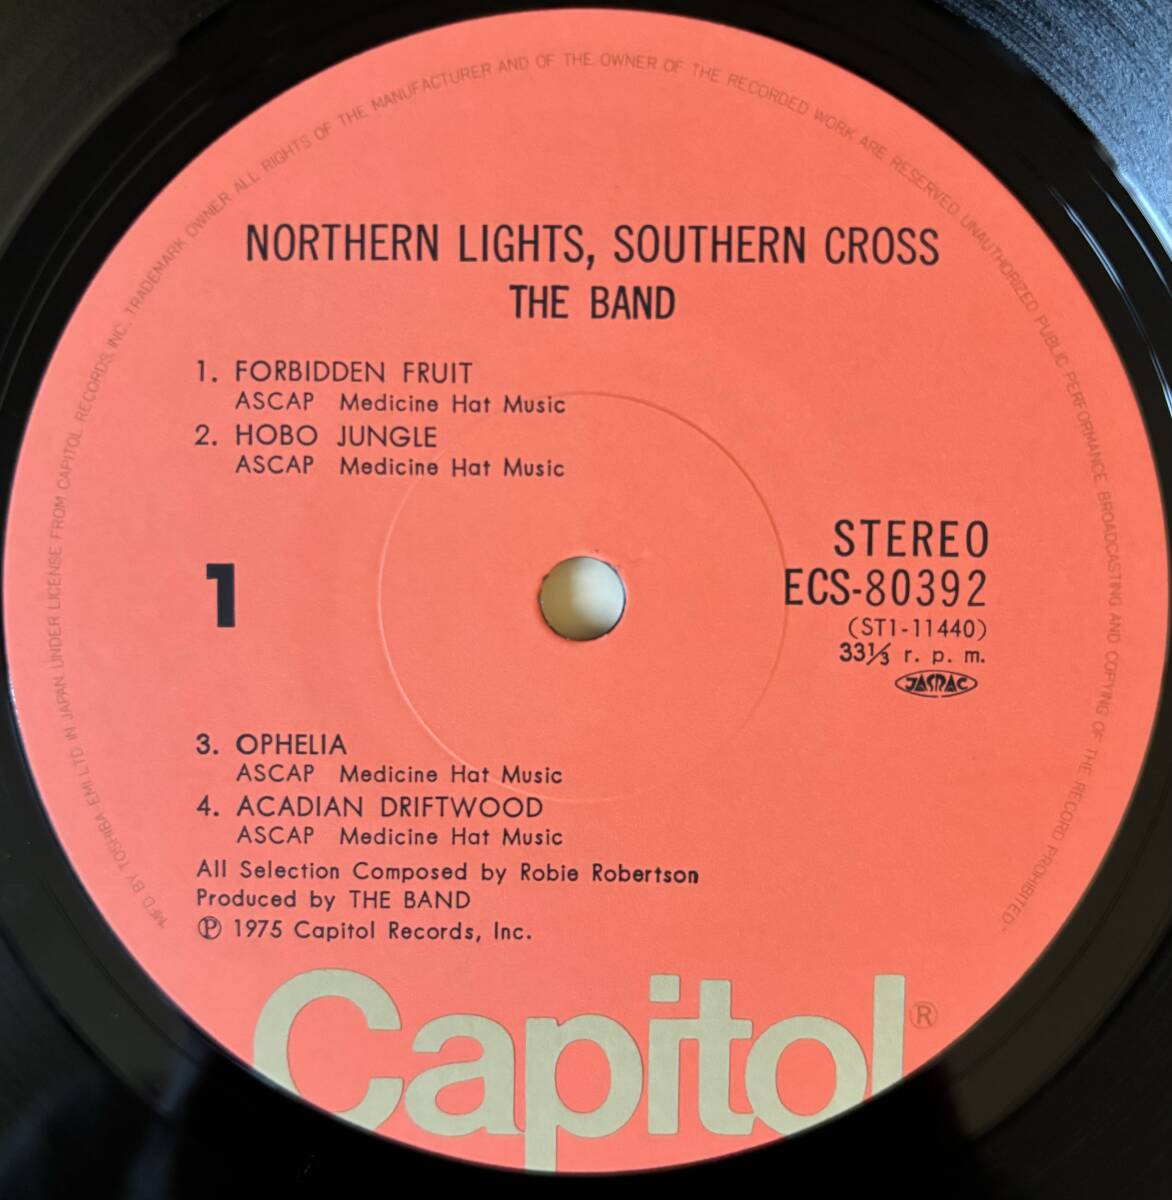 "MF'D BY TOSHIBA-EMI LTD IN JAPAN UNDER LICENSE FROM CAPITOL RECORDS, INC. TRADEMARK OWNER. ALL RIGHTS OF THE MANUFACTURER AND OF THE OWNER OF THE RECORDED WORK ARE RESERVED UNAUTHORIZED PUBLIC PERFORMANCE BROADCASTING AND COPYING OF THE RECORD PROHIBITED."
NORTHERN LIGHTS, SOUTHERN CROSS
THE BAND
1. FORBIDDEN FRUIT
ASCAP Medicine Hat Music
2. HOBO JUNGLE
ASCAP Medicine Hat Music
1
STEREO
ECS-80392
(ST1-11440)
33⅓ r. p. m.
JASRAC
3. OPHELIA
ASCAP Medicine Hat Music
4. ACADIAN DRIFTWOOD
ASCAP Medicine Hat Music
All Selection Composed by Robie Robertson
Produced by THE BAND
℗ 1975 Capitol Records, Inc.
Capitol®